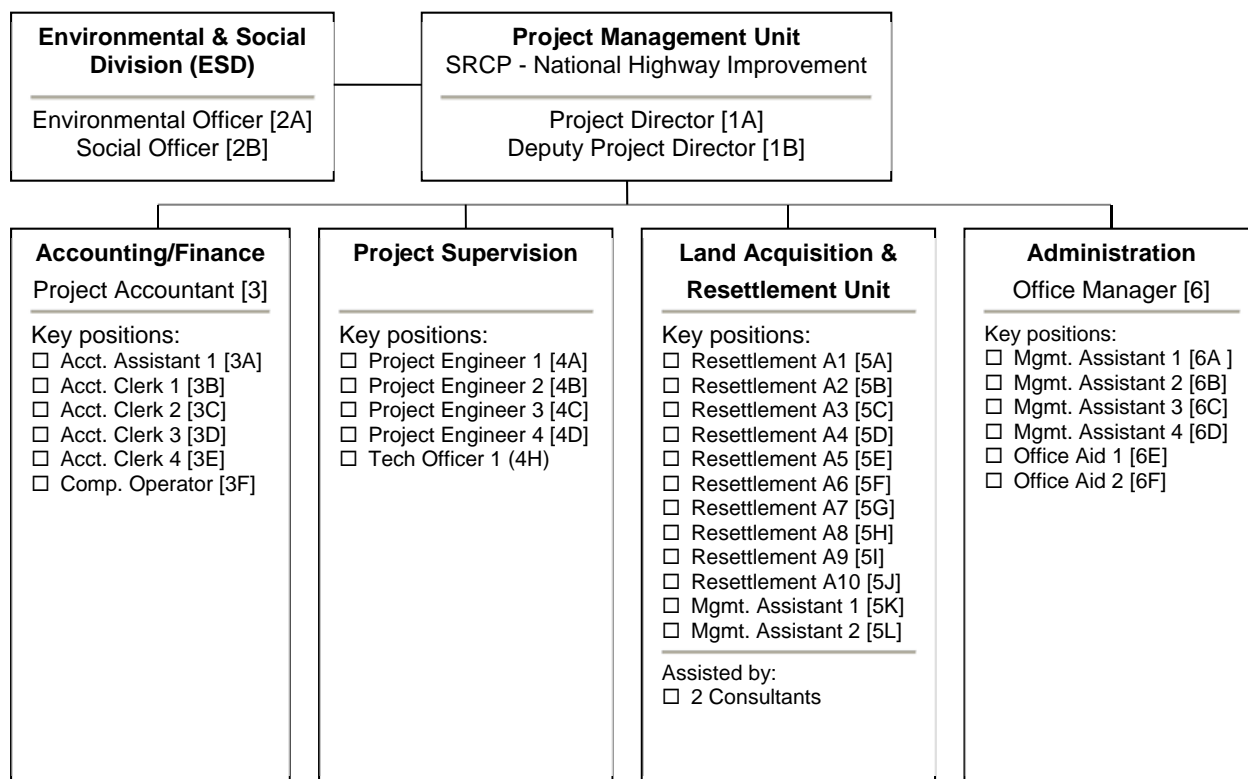 Environmental & Social
Division (ESD)
Environmental Officer [2A]
Social Officer [2B]
Project Management Unit
SRCP - National Highway Improvement
Project Director [1A]
Deputy Project Director [1B]
Accounting/Finance
Project Accountant [3]
Key positions:
☐ Acct. Assistant 1 [3A]
☐ Acct. Clerk 1 [3B]
☐ Acct. Clerk 2 [3C]
☐ Acct. Clerk 3 [3D]
☐ Acct. Clerk 4 [3E]
☐ Comp. Operator [3F]
Project Supervision
Key positions:
☐ Project Engineer 1 [4A]
☐ Project Engineer 2 [4B]
☐ Project Engineer 3 [4C]
☐ Project Engineer 4 [4D]
☐ Tech Officer 1 (4H)
Land Acquisition &
Resettlement Unit
Key positions:
☐ Resettlement A1 [5A]
☐ Resettlement A2 [5B]
☐ Resettlement A3 [5C]
☐ Resettlement A4 [5D]
☐ Resettlement A5 [5E]
☐ Resettlement A6 [5F]
☐ Resettlement A7 [5G]
☐ Resettlement A8 [5H]
☐ Resettlement A9 [5I]
☐ Resettlement A10 [5J]
☐ Mgmt. Assistant 1 [5K]
☐ Mgmt. Assistant 2 [5L]
Assisted by:
☐ 2 Consultants
Administration
Office Manager [6]
Key positions:
☐ Mgmt. Assistant 1 [6A ]
☐ Mgmt. Assistant 2 [6B]
☐ Mgmt. Assistant 3 [6C]
☐ Mgmt. Assistant 4 [6D]
☐ Office Aid 1 [6E]
☐ Office Aid 2 [6F]